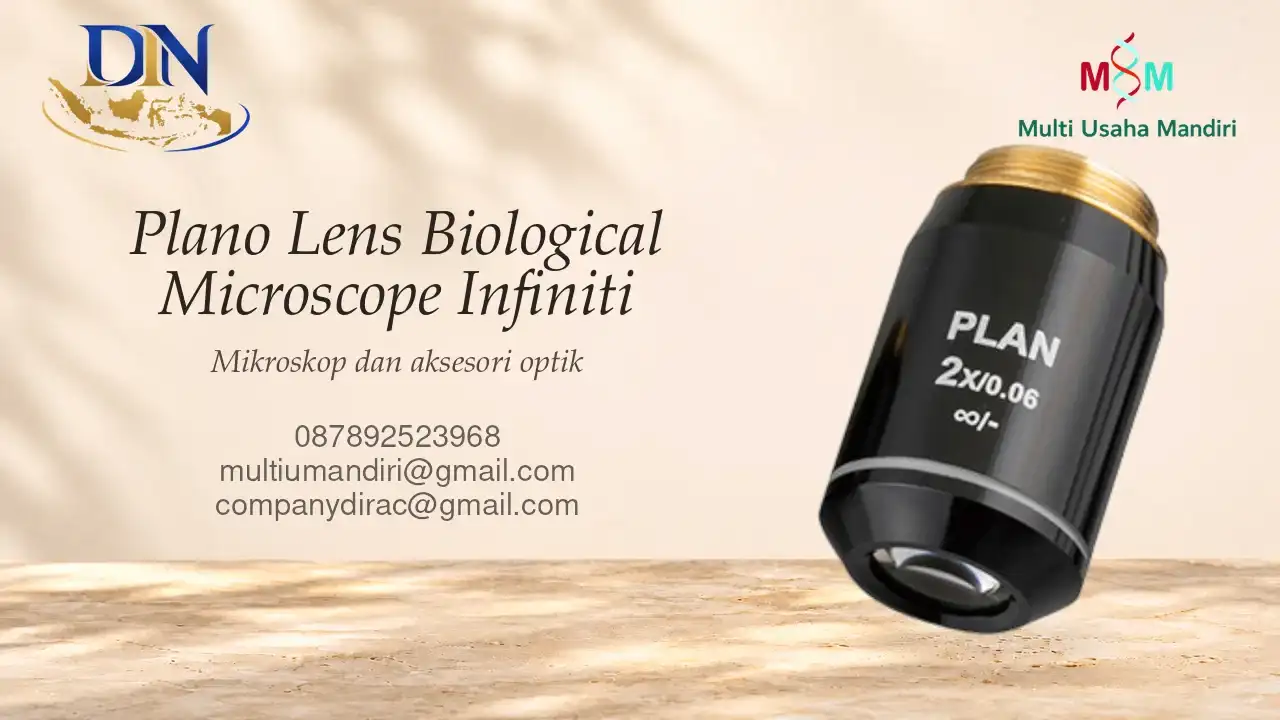 DN
M M
Multi Usaha Mandiri
Plano Lens Biological
Microscope Infiniti
Mikroskop dan aksesori optik
087892523968
multiumandiri@gmail.com
companydirac@gmail.com
PLAN
2X/0.06
∞/-